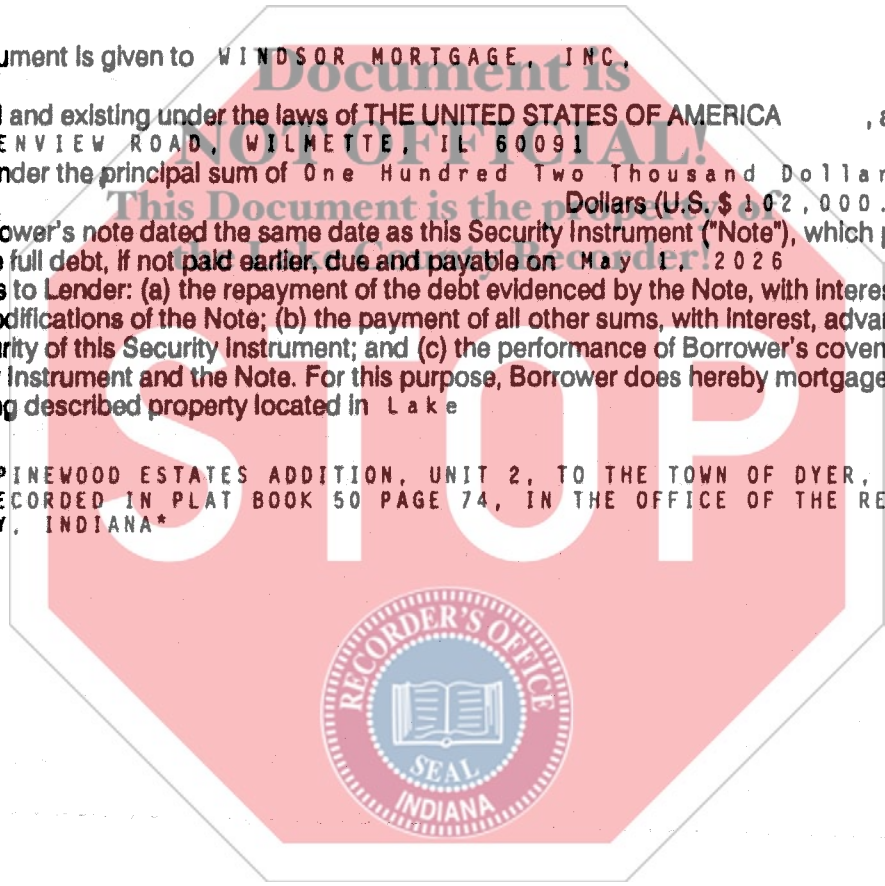 ument is given to WINDSOR MORTGAGE, INC.
Document is
and existing under the laws of THE UNITED STATES OF AMERICA , a
ENVIEW ROAD, WILMETTE, IL 60091
NOT OFFICIAL!
nder the principal sum of One Hundred Two Thousand Dollar
This Document is the property of
Dollars (U.S. $ 102,000.
ower's note dated the same date as this Security Instrument ("Note"), which p
the Lake County Recorder!
e full debt, if not paid earlier, due and payable on May 1, 2026
s to Lender: (a) the repayment of the debt evidenced by the Note, with interes
odifications of the Note; (b) the payment of all other sums, with interest, advan
rity of this Security Instrument; and (c) the performance of Borrower's coven
Instrument and the Note. For this purpose, Borrower does hereby mortgage
g described property located in Lake
STOP
PINEWOOD ESTATES ADDITION, UNIT 2, TO THE TOWN OF DYER,
ECORDED IN PLAT BOOK 50 PAGE 74, IN THE OFFICE OF THE RE
Y, INDIANA*
RECORDER'S OFFICE
SEAL
INDIANA